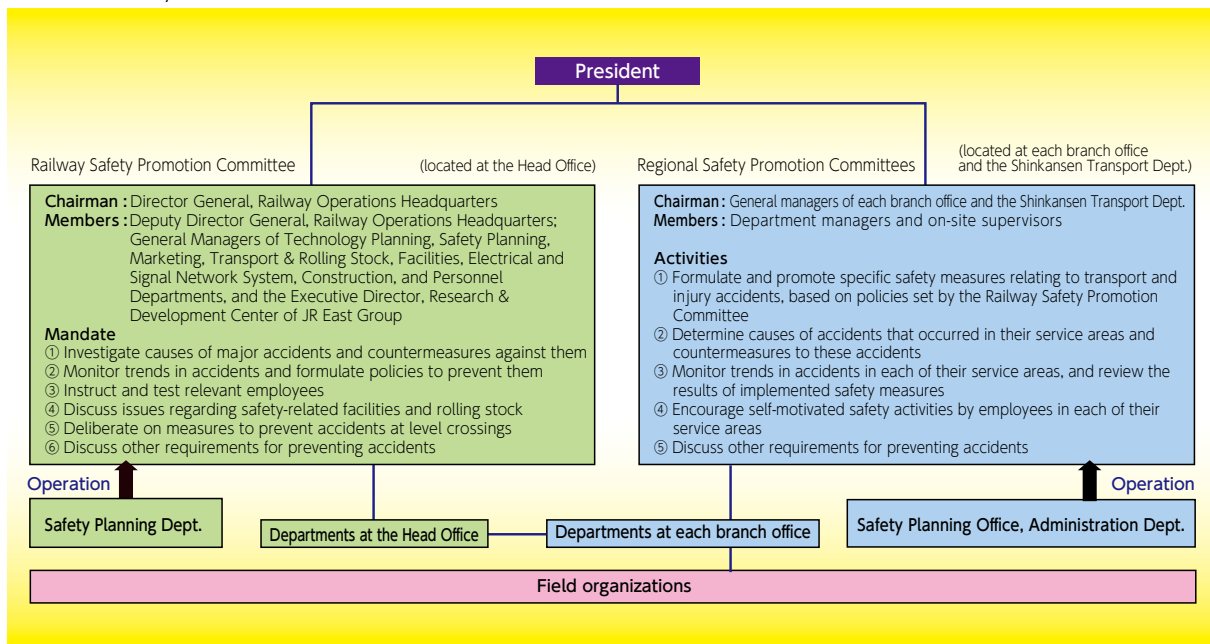 President
Railway Safety Promotion Committee
(located at the Head Office)
Chairman : Director General, Railway Operations Headquarters
Members : Deputy Director General, Railway Operations Headquarters;
General Managers of Technology Planning, Safety Planning,
Marketing, Transport & Rolling Stock, Facilities, Electrical and
Signal Network System, Construction, and Personnel
Departments, and the Executive Director, Research &
Development Center of JR East Group
Mandate
① Investigate causes of major accidents and countermeasures against them
② Monitor trends in accidents and formulate policies to prevent them
③ Instruct and test relevant employees
④ Discuss issues regarding safety-related facilities and rolling stock
⑤ Deliberate on measures to prevent accidents at level crossings
⑥ Discuss other requirements for preventing accidents
Regional Safety Promotion Committees
(located at each branch office
and the Shinkansen Transport Dept.)
Chairman : General managers of each branch office and the Shinkansen Transport Dept.
Members : Department managers and on-site supervisors
Activities
① Formulate and promote specific safety measures relating to transport and
injury accidents, based on policies set by the Railway Safety Promotion
Committee
② Determine causes of accidents that occurred in their service areas and
countermeasures to these accidents
③ Monitor trends in accidents in each of their service areas, and review the
results of implemented safety measures
④ Encourage self-motivated safety activities by employees in each of their
service areas
⑤ Discuss other requirements for preventing accidents
Operation
Safety Planning Dept.
Departments at the Head Office
Departments at each branch office
Operation
Safety Planning Office, Administration Dept.
Field organizations